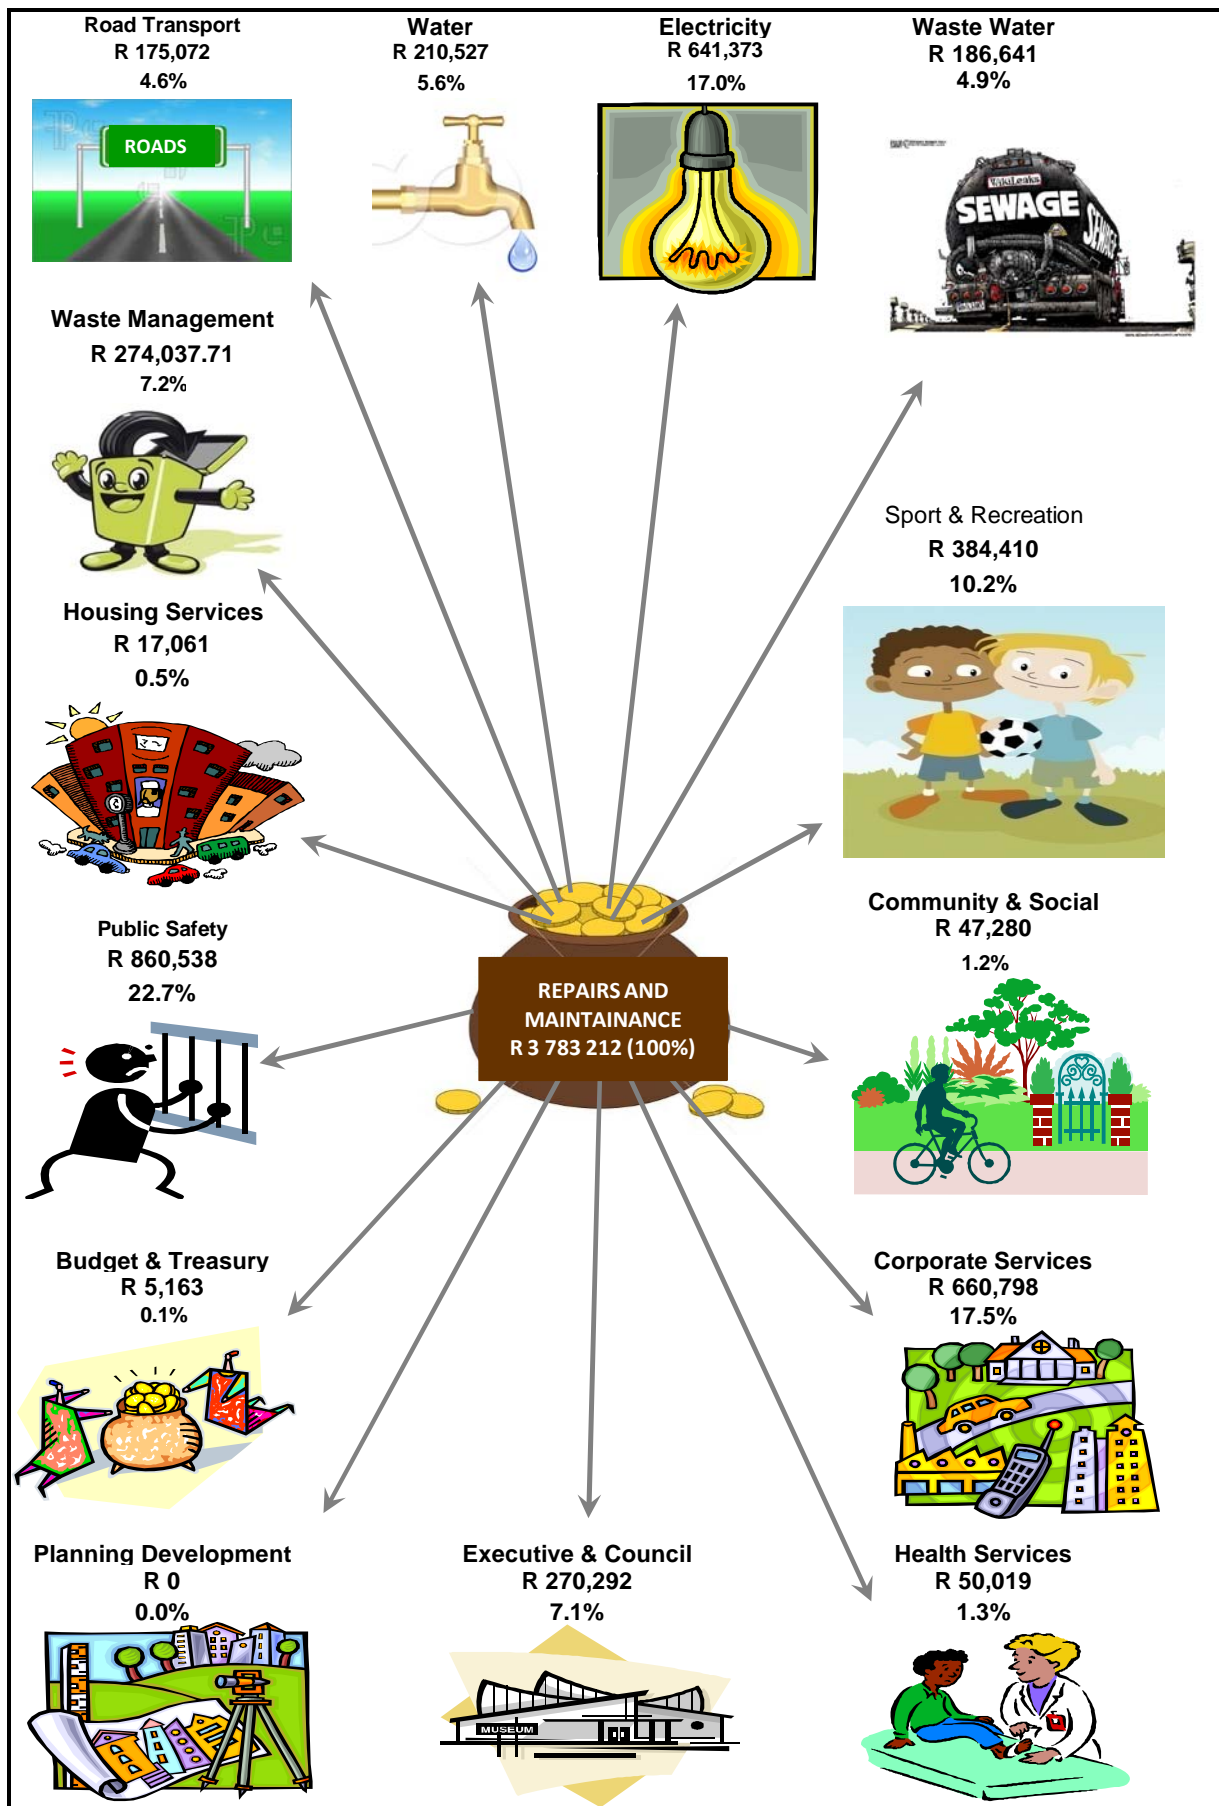 Road Transport
R 175,072
4.6%
Water
R 210,527
5.6%
Electricity
R 641,373
17.0%
Waste Water
R 186,641
4.9%
ROADS
WikiLeaks
SEWAGE
SEWAGE
Waste Management
R 274,037.71
7.2%
Sport & Recreation
R 384,410
10.2%
Housing Services
R 17,061
0.5%
Community & Social
R 47,280
1.2%
Public Safety
R 860,538
22.7%
REPAIRS AND
MAINTAINANCE
R 3 783 212 (100%)
Budget & Treasury
R 5,163
0.1%
Corporate Services
R 660,798
17.5%
Planning Development
R 0
0.0%
Executive & Council
R 270,292
7.1%
MUSEUM
Health Services
R 50,019
1.3%